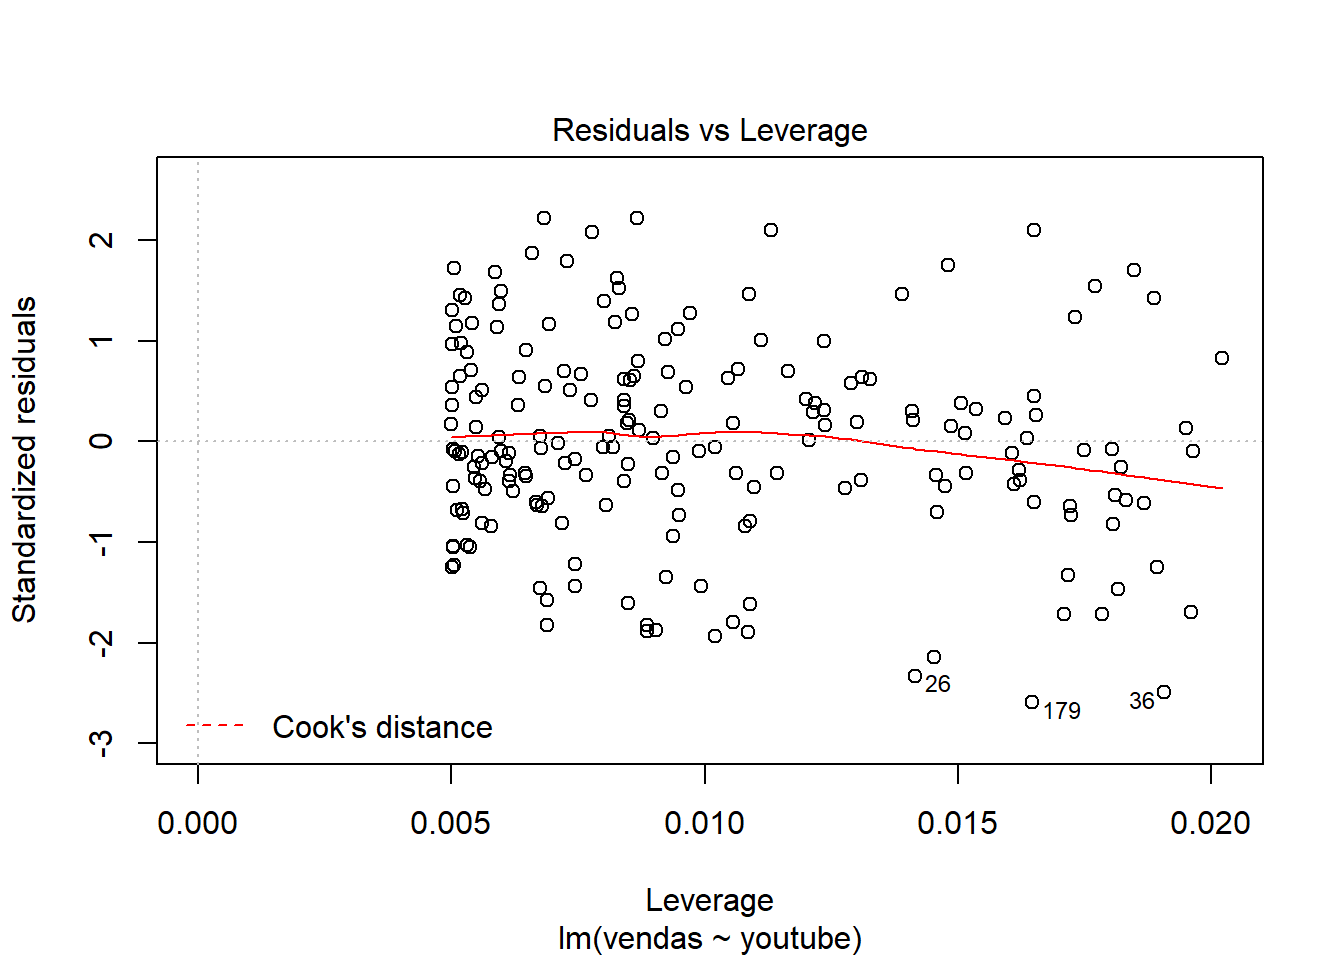 Residuals vs Leverage
Standardized residuals
2
1
0
-1
-2
-3
26
179
36
Cook's distance
0.000 0.005 0.010 0.015 0.020
Leverage
lm(vendas ~ youtube)